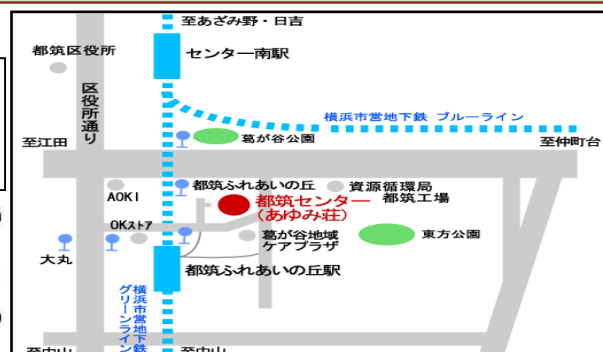 至あざみ野・日吉
都筑区役所
センター南駅
区役所通り
横浜市営地下鉄 ブルーライン
葛が谷公園
至江田
至仲町台
都筑ふれあいの丘
資源循環局
都筑工場
AOKI
都筑センター
(あゆみ荘)
OKストア
葛が谷地域
ケアプラザ
東方公園
大丸
都筑ふれあいの丘駅
横浜市営地下鉄
グリーンライン
至中山
至中山